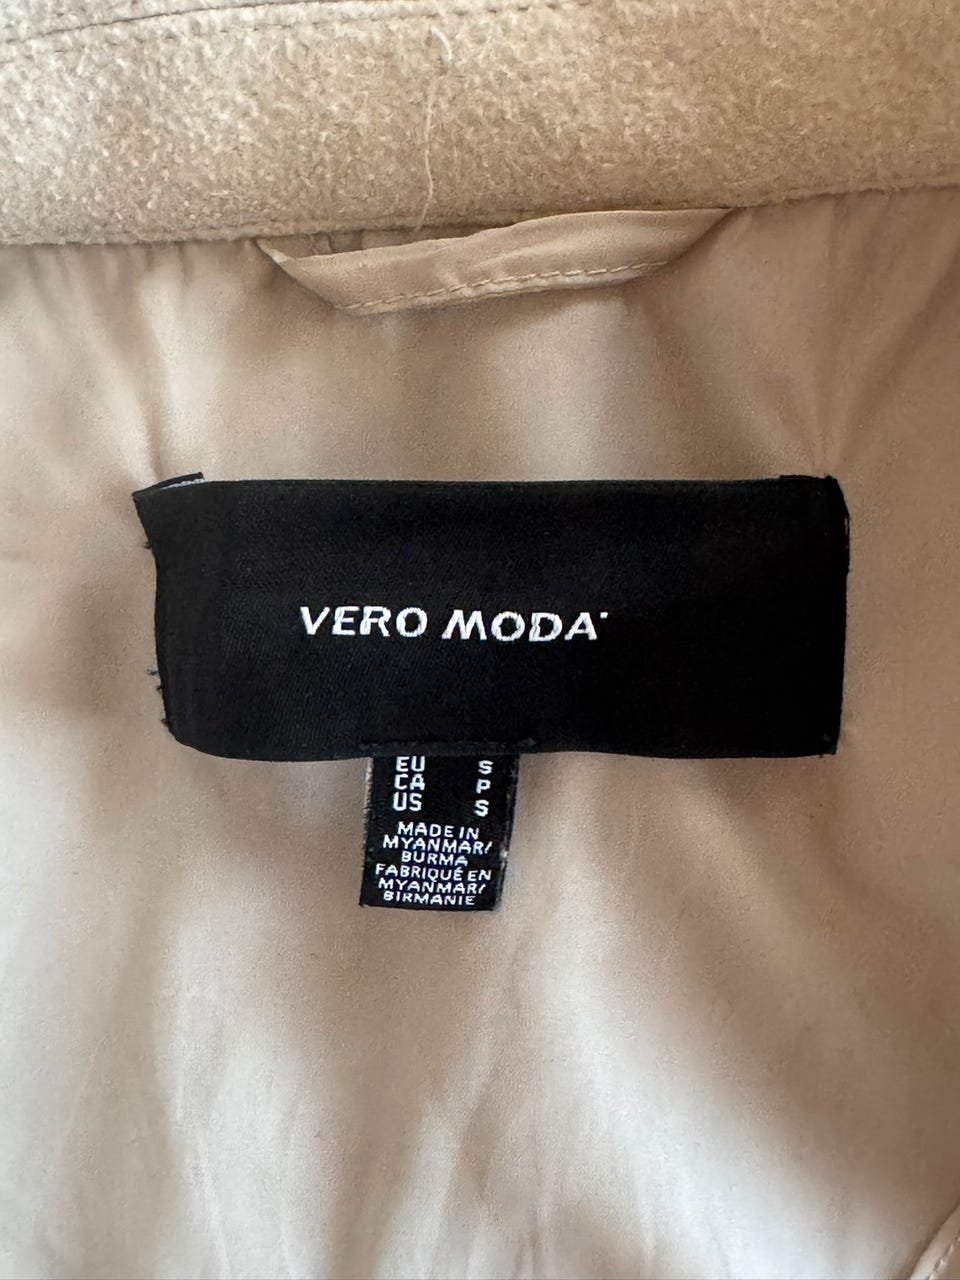 VERO MODA
EU S
CA P
US S
MADE IN
MYANMAR/
BURMA
FABRIQUÉ EN
MYANMAR/
BIRMANIE